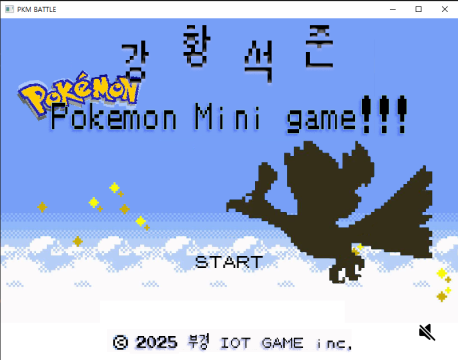 PKM BATTLE
강 황 석 준
POKéMON
Pokemon Mini game!!!
START
© 2025 부경 IOT GAME inc,